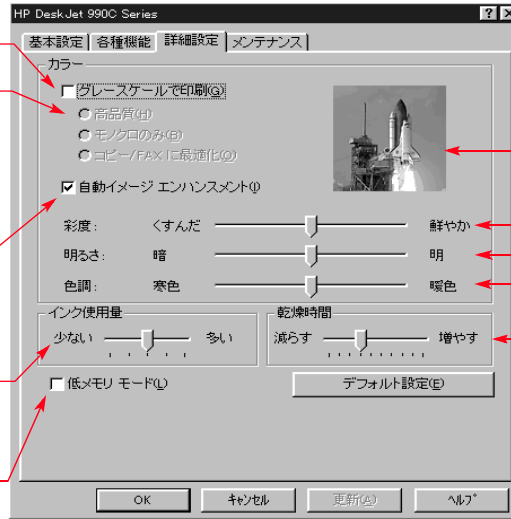 HP DeskJet 990C Series
基本設定 各種機能 詳細設定 メンテナンス
カラー
グレースケールで印刷(G)
高品質(H)
モノクロのみ(B)
コピー/FAX に最適化(O)
自動イメージ エンハンスメント(I)
彩度: くすんだ 鮮やか
明るさ: 暗 明
色調: 寒色 暖色
インク使用量 乾燥時間
少ない 多い 減らす 増やす
低メモリ モード(L) デフォルト設定(E)
OK キャンセル 更新(A) ヘルプ